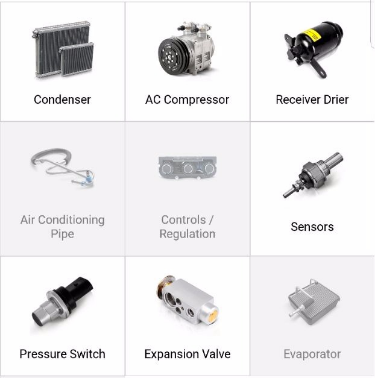 Condenser
AC Compressor
Receiver Drier
Air Conditioning
Pipe
Controls /
Regulation
Sensors
Pressure Switch
Expansion Valve
Evaporator